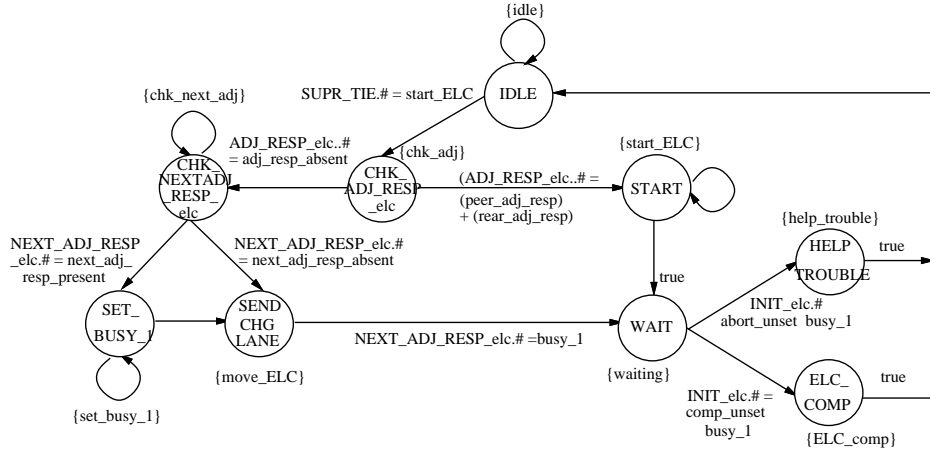 {idle}
IDLE
SUPR_TIE.# = start_ELC
{chk_next_adj}
ADJ_RESP_elc..#
= adj_resp_absent
{chk_adj}
{start_ELC}
CHK_
NEXTADJ
_RESP_
elc
CHK_
ADJ_RESP
_elc
(ADJ_RESP_elc..# =
(peer_adj_resp)
+ (rear_adj_resp)
START
{help_trouble}
NEXT_ADJ_RESP
_elc.# = next_adj_
resp_present
NEXT_ADJ_RESP_elc.#
= next_adj_resp_absent
HELP
TROUBLE
true
true
SET_
BUSY_1
SEND
CHG
LANE
WAIT
INIT_elc.#
abort_unset busy_1
NEXT_ADJ_RESP_elc.# =busy_1
{move_ELC}
{waiting}
ELC_
COMP
true
INIT_elc.# =
comp_unset
busy_1
{set_busy_1}
{ELC_comp}